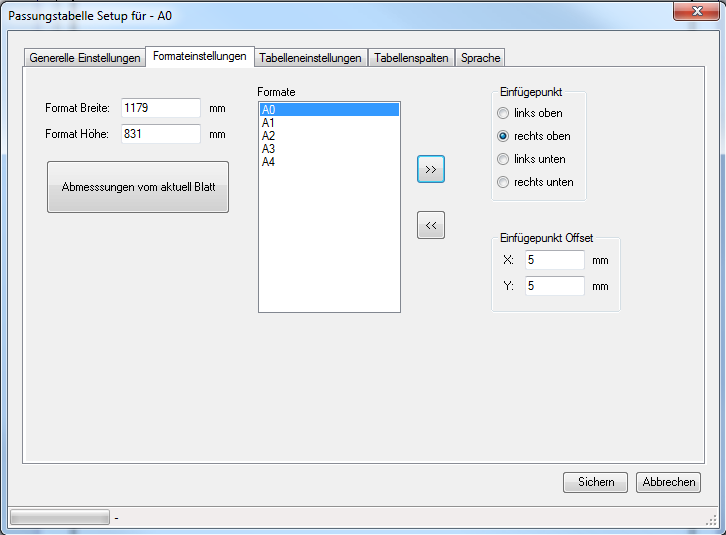 Passungstabelle Setup für - A0
Generelle Einstellungen Formateinstellungen Tabelleneinstellungen Tabellenspalten Sprache
Format Breite: 1179 mm
Format Höhe: 831 mm
Abmesssungen vom aktuell Blatt
Formate
A0
A1
A2
A3
A4
>>
<<
Einfügepunkt
links oben
rechts oben
links unten
rechts unten
Einfügepunkt Offset
X: 5 mm
Y: 5 mm
Sichern Abbrechen
-